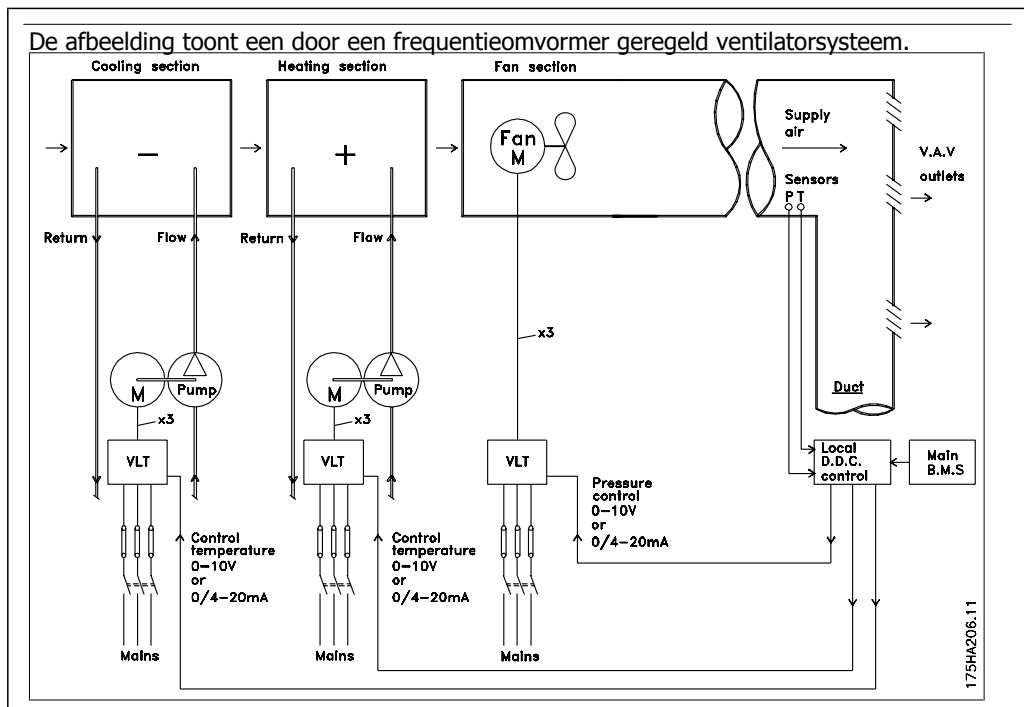 De afbeelding toont een door een frequentieomvormer geregeld ventilatorsysteem.
Cooling section
Heating section
Fan section
-
+
Fan
M
Supply
air
Sensors
P T
V.A.V
outlets
Return
Flow
Return
Flow
x3
M
Pump
M
Pump
Duct
x3
x3
VLT
VLT
VLT
Local
D.D.C.
control
Main
B.M.S
Pressure
control
0-10V
or
0/4-20mA
Control
temperature
0-10V
or
0/4-20mA
Control
temperature
0-10V
or
0/4-20mA
Mains
Mains
Mains
175HA206.11